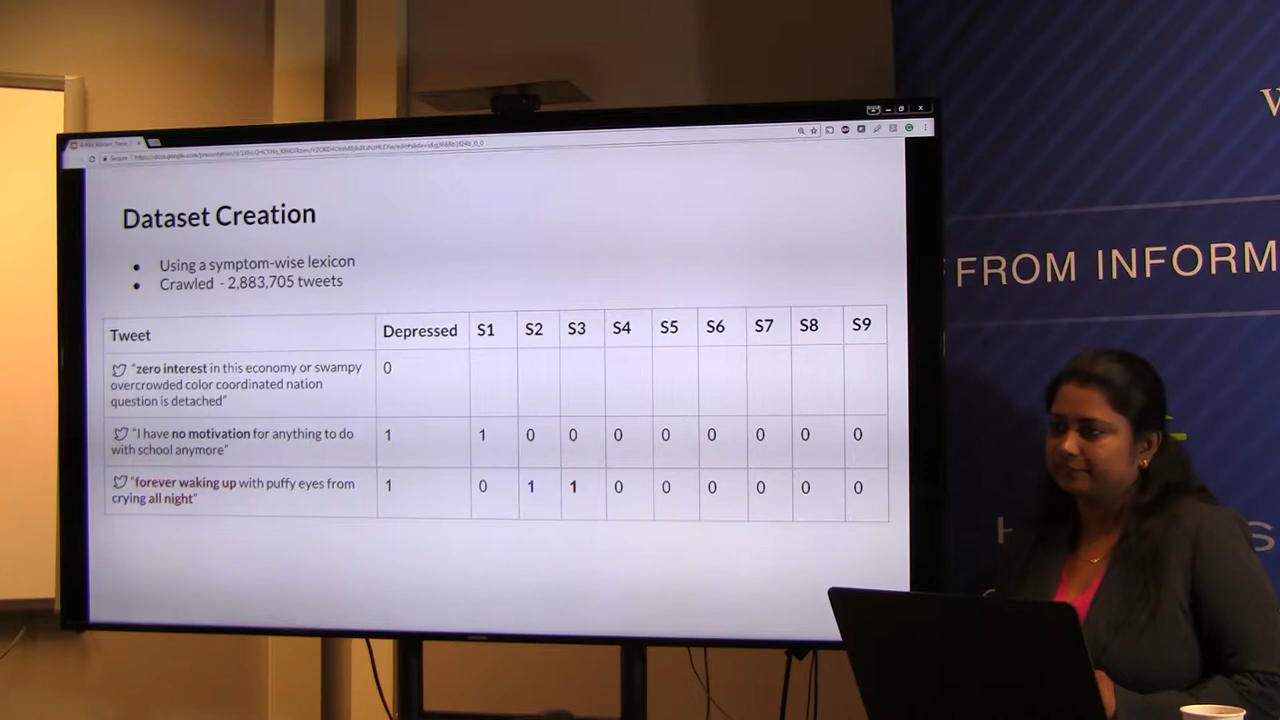 Dataset Creation
• Using a symptom-wise lexicon
• Crawled - 2,883,705 tweets
Tweet Depressed S1 S2 S3 S4 S5 S6 S7 S8 S9
"zero interest in this economy or swampy 0
overcrowded color coordinated nation
question is detached"
"I have no motivation for anything to do 1 1 0 0 0 0 0 0 0 0
with school anymore"
"forever waking up with puffy eyes from 1 0 1 1 0 0 0 0 0 0
crying all night"
FROM INFORM